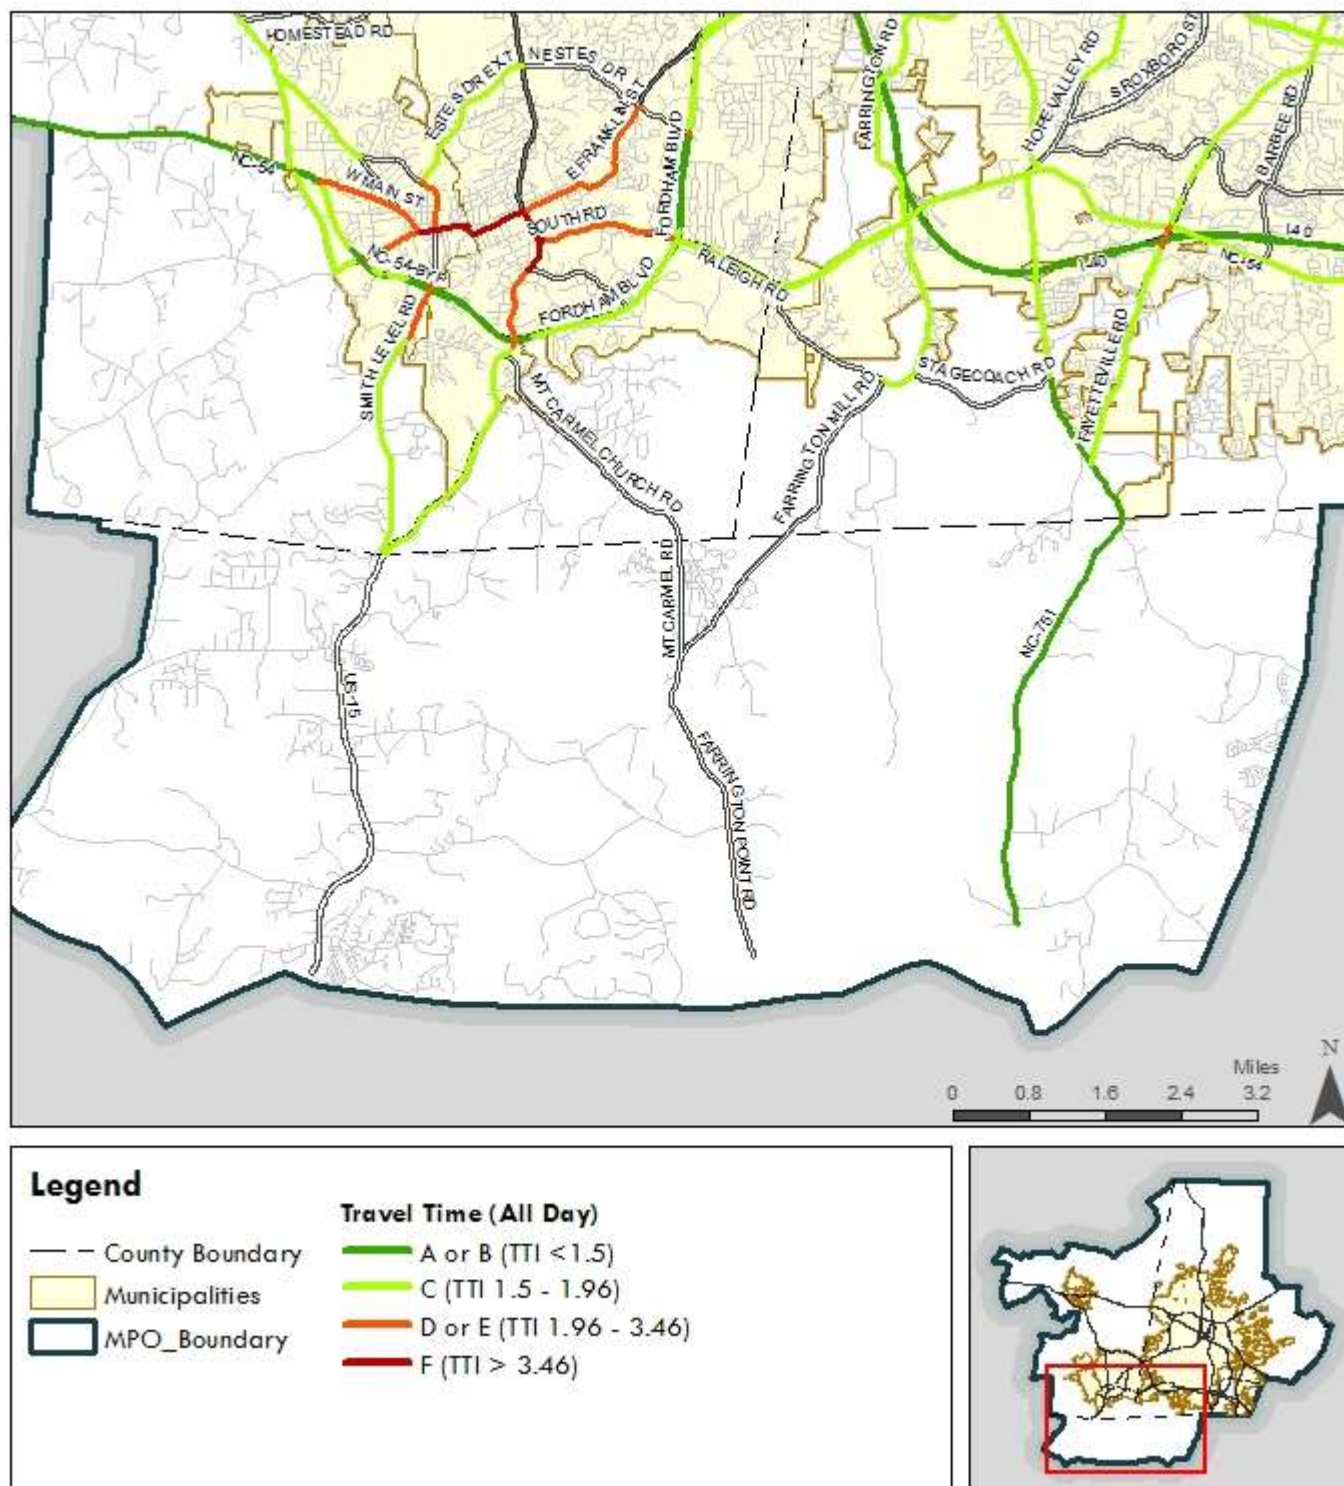 HOMESTEAD RD
NESTES DR
ESTES DR EXT
E FRANKLIN ST
FORDHAM BLVD
FARRINGTON RD
HOPE VALLEY RD
S ROXBORO ST
BARBEE RD
NC-54
W MAIN ST
SOUTH RD
NC-54-BYP
RALEIGH RD
I-40
I 40
NC-54
FORDHAM BLVD
SMITH LEVEL RD
MT CARMEL CHURCH RD
STAGECOACH RD
FAYETTEVILLE RD
FARRINGTON MILL RD
MT CARMEL RD
NC-751
US-15
FARRINGTON POINT RD
N
Miles
0 0.8 1.6 2.4 3.2
Legend
County Boundary
Municipalities
MPO_Boundary
Travel Time (All Day)
A or B (TTI <1.5)
C (TTI 1.5 - 1.96)
D or E (TTI 1.96 - 3.46)
F (TTI > 3.46)